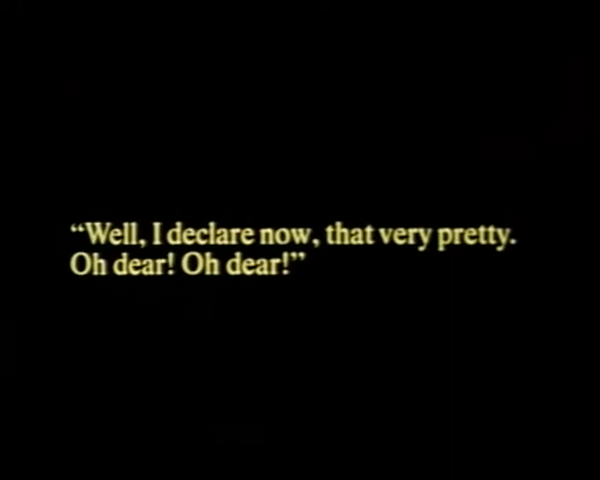 “Well, I declare now, that very pretty.
Oh dear! Oh dear!”